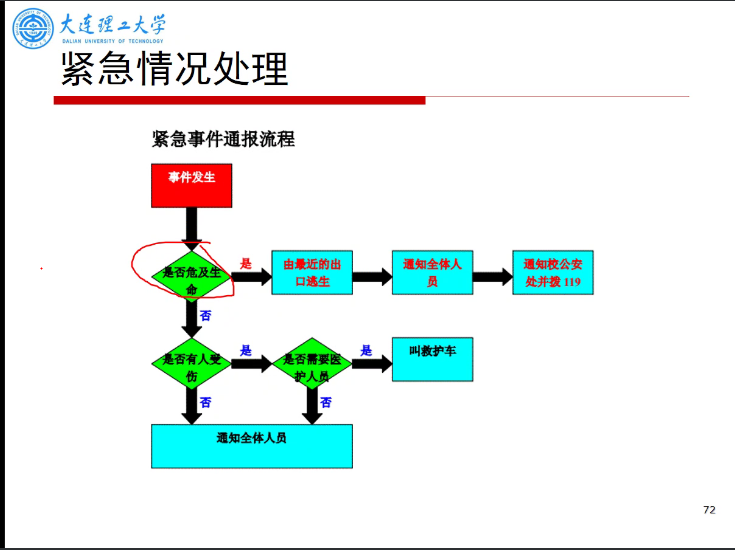 大连理工大学
DALIAN UNIVERSITY OF TECHNOLOGY
紧急情况处理
紧急事件通报流程
事件发生
是否危及生
命
是
由最近的出
口逃生
通知全体人
员
通知校公安
处并拨 119
否
是否有人受
伤
是
是否需要医
护人员
是
叫救护车
否
否
通知全体人员
72